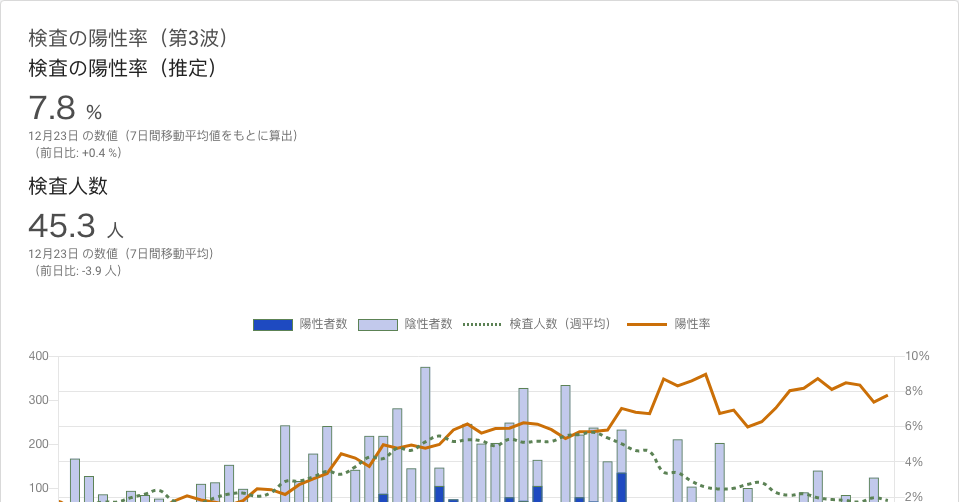 検査の陽性率（第3波）
検査の陽性率（推定）
7.8 %
12月23日 の数値（7日間移動平均値をもとに算出）
（前日比: +0.4 %）
検査人数
45.3 人
12月23日 の数値（7日間移動平均）
（前日比: -3.9 人）
陽性者数 陰性者数 検査人数（週平均） 陽性率
400 10%
300 8%
200 6%
100 4%
2%